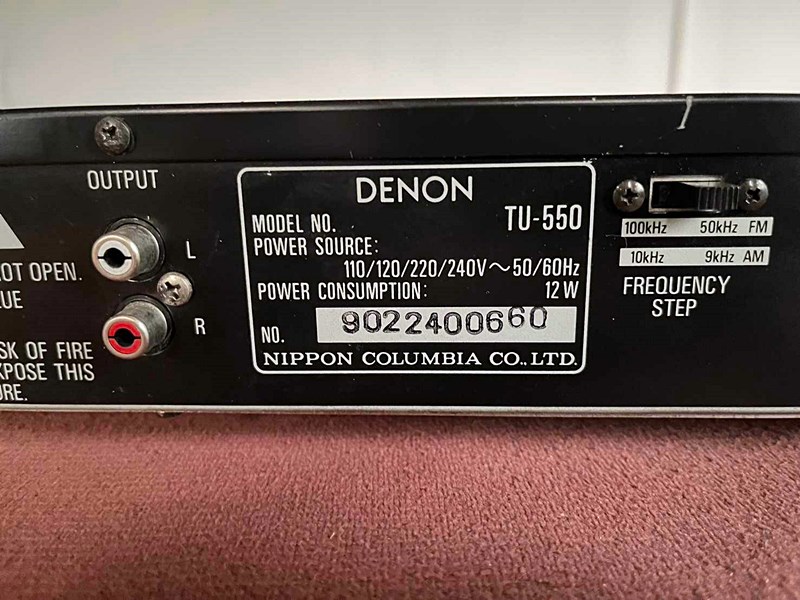 OUTPUT
L
R
OT OPEN.
UE
SK OF FIRE
XPOSE THIS
URE.
DENON
MODEL NO. TU-550
POWER SOURCE:
110/120/220/240V～50/60Hz
POWER CONSUMPTION: 12W
NO. 9022400660
NIPPON COLUMBIA CO.,LTD.
100kHz 50kHz FM
10kHz 9kHz AM
FREQUENCY
STEP